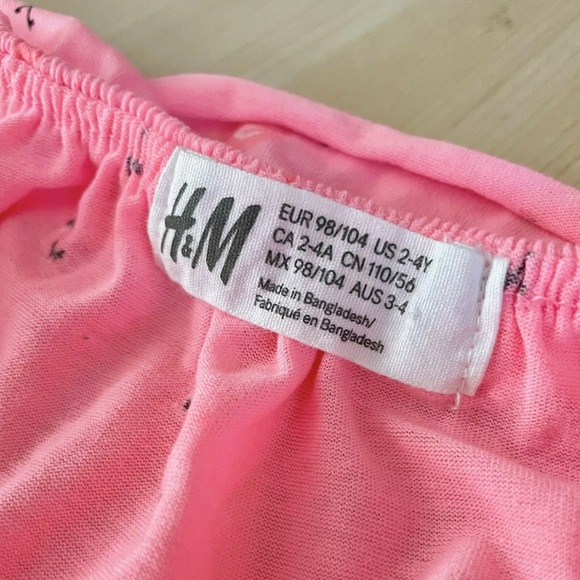 H&M
EUR 98/104 US 2-4Y
CA 2-4A CN 110/56
MX 98/104 AUS 3-4
Made in Bangladesh/
Fabriqué en Bangladesh